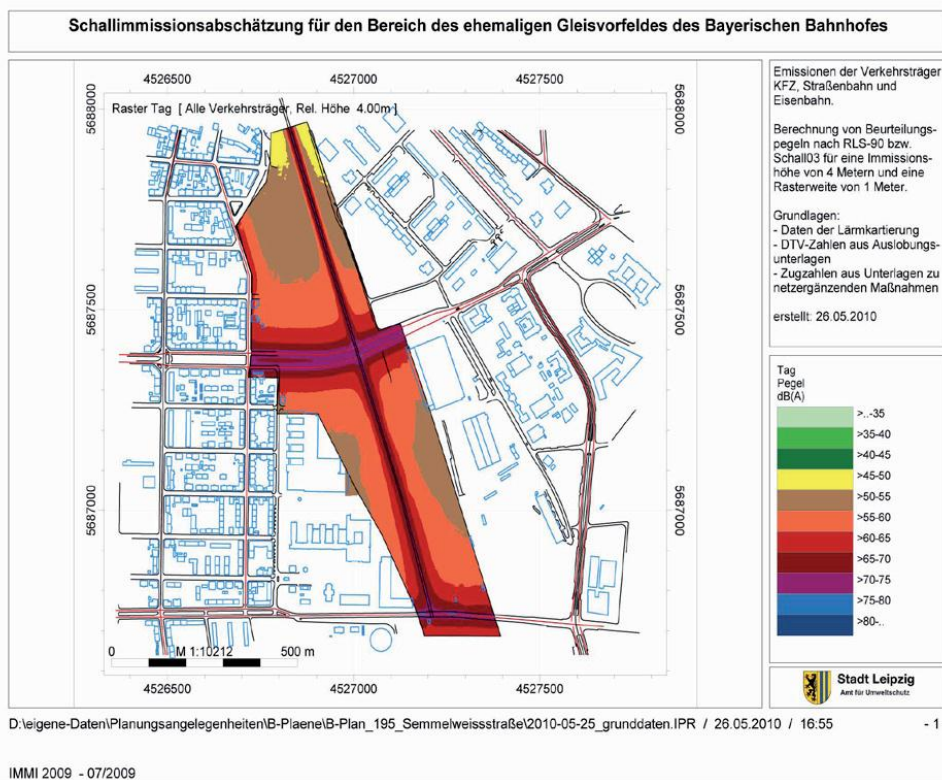 Schallimmissionsabschätzung für den Bereich des ehemaligen Gleisvorfeldes des Bayerischen Bahnhofes
4526500 4527000 4527500
5688000
5688000
Raster Tag [ Alle Verkehrsträger, Rel. Höhe 4.00m ]
5687500
5687500
5687000
5687000
0 M 1:10212 500 m
4526500 4527000 4527500
Emissionen der Verkehrsträger
KFZ, Straßenbahn und
Eisenbahn.
Berechnung von Beurteilungs-
pegeln nach RLS-90 bzw.
Schall03 für eine Immissions-
höhe von 4 Metern und eine
Rasterweite von 1 Meter.
Grundlagen:
- Daten der Lärmkartierung
- DTV-Zahlen aus Auslobungs-
unterlagen
- Zugzahlen aus Unterlagen zu
netzergänzenden Maßnahmen
erstellt: 26.05.2010
Tag
Pegel
dB(A)
>..-35
>35-40
>40-45
>45-50
>50-55
>55-60
>60-65
>65-70
>70-75
>75-80
>80-..
Stadt Leipzig
Amt für Umweltschutz
D:\eigene-Daten\Planungsangelegenheiten\B-Plaene\B-Plan_195_Semmelweissstraße\2010-05-25_grunddaten.IPR / 26.05.2010 / 16:55 - 1
IMMI 2009 - 07/2009